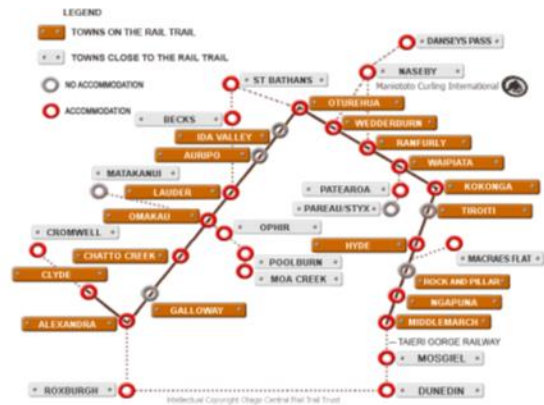 LEGEND
TOWNS ON THE RAIL TRAIL
TOWNS CLOSE TO THE RAIL TRAIL
NO ACCOMMODATION
ACCOMMODATION
DANSEYS PASS
ST BATHANS
NASEBY
Maniototo Curling International
OTUREHUA
BECKS
WEDDERBURN
IDA VALLEY
RANFURLY
AURIPO
WAIPIATA
MATAKANUI
LAUDER
PATEAROA
KOKONGA
OMAKAU
PAREAU/STYX
TIROITI
CROMWELL
OPHIR
HYDE
CHATTO CREEK
POOLBURN
MACRAES FLAT
CLYDE
MOA CREEK
ROCK AND PILLAR
GALLOWAY
NGAPUNA
ALEXANDRA
MIDDLEMARCH
TAIERI GORGE RAILWAY
MOSGIEL
ROXBURGH
DUNEDIN
Intellectual Copyright Otago Central Rail Trail Trust